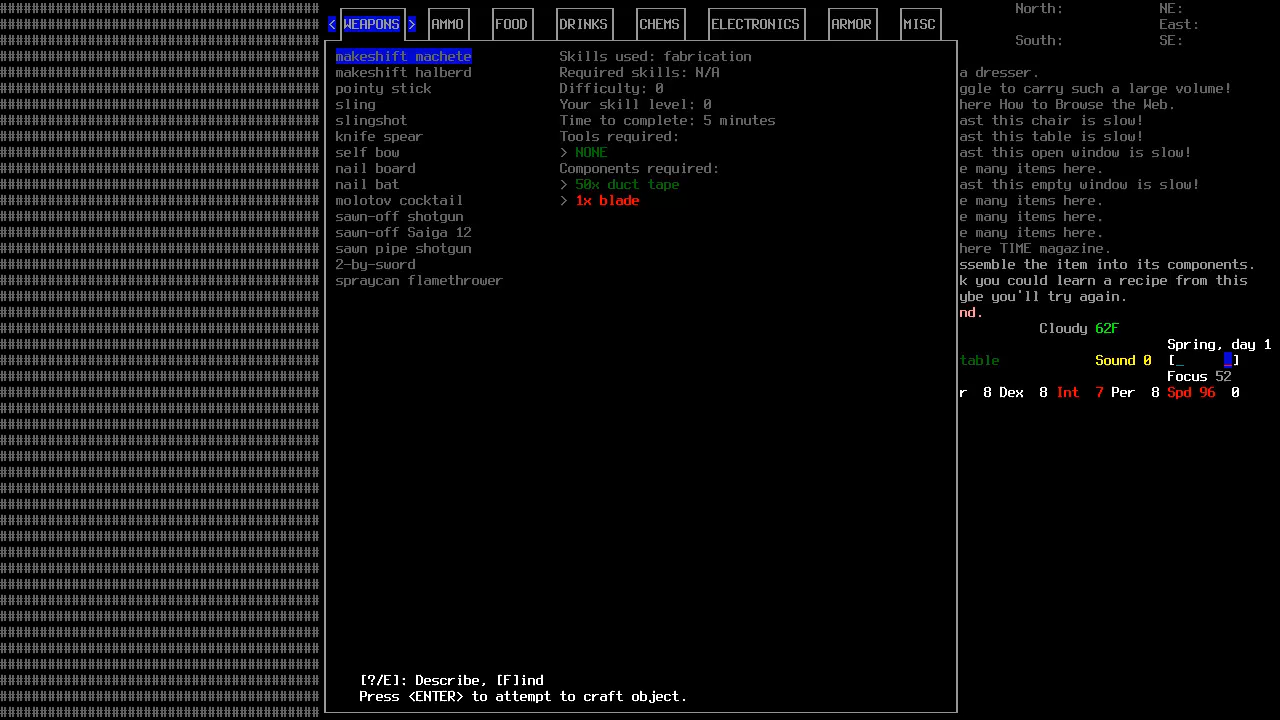 < WEAPONS > AMMO FOOD DRINKS CHEMS ELECTRONICS ARMOR MISC
makeshift machete
makeshift halberd
pointy stick
sling
slingshot
knife spear
self bow
nail board
nail bat
molotov cocktail
sawn-off shotgun
sawn-off Saiga 12
sawn pipe shotgun
2-by-sword
spraycan flamethrower
Skills used: fabrication
Required skills: N/A
Difficulty: 0
Your skill level: 0
Time to complete: 5 minutes
Tools required:
> NONE
Components required:
> 50x duct tape
> 1x blade
[?/E]: Describe, [F]ind
Press <ENTER> to attempt to craft object.
North: NE:
East:
South: SE:
a dresser.
ggle to carry such a large volume!
here How to Browse the Web.
ast this chair is slow!
ast this table is slow!
ast this open window is slow!
e many items here.
ast this empty window is slow!
e many items here.
e many items here.
e many items here.
here TIME magazine.
ssemble the item into its components.
k you could learn a recipe from this
ybe you'll try again.
nd.
Cloudy 62F
Spring, day 1
table Sound 0 [_ _]
Focus 52
r 8 Dex 8 Int 7 Per 8 Spd 96 0